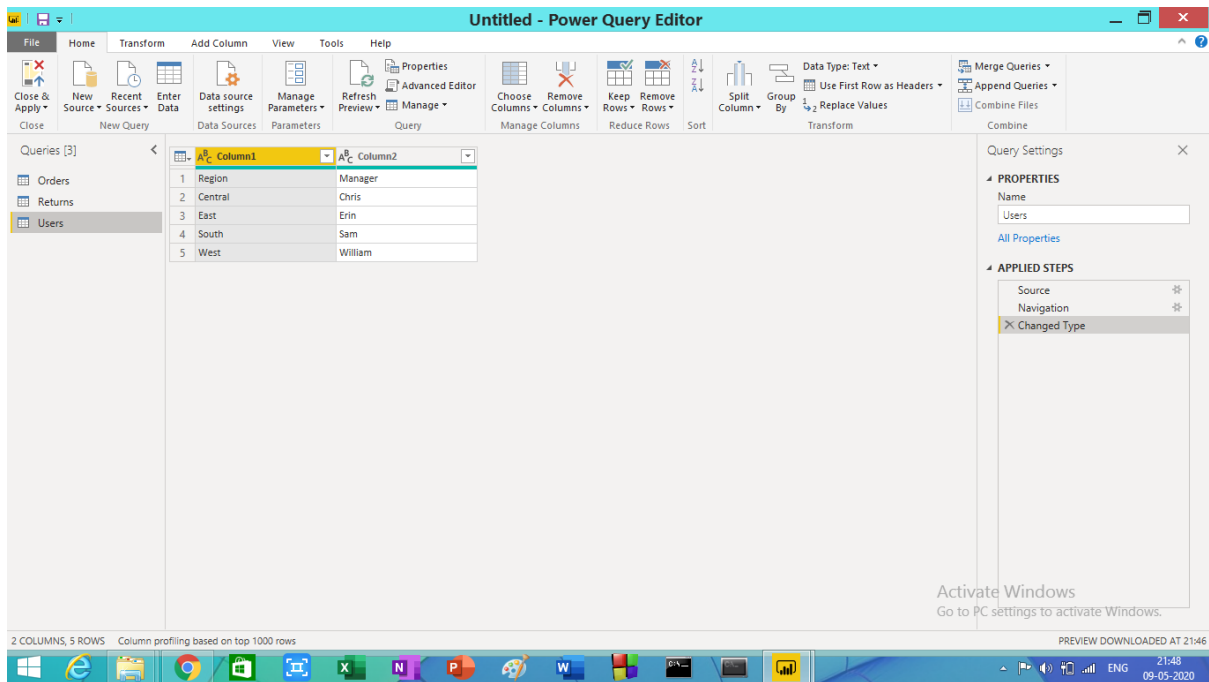 Untitled - Power Query Editor
File Home Transform Add Column View Tools Help
Close & Apply
New Source
Recent Sources
Enter Data
Data source settings
Manage Parameters
Refresh Preview
Properties
Advanced Editor
Manage
Choose Columns
Remove Columns
Keep Rows
Remove Rows
Split Column
Group By
Data Type: Text
Use First Row as Headers
1 2 Replace Values
Merge Queries
Append Queries
Combine Files
Close New Query Data Sources Parameters Query Manage Columns Reduce Rows Sort Transform Combine
Queries [3]
Orders
Returns
Users
ABC Column1 ABC Column2
1 Region Manager
2 Central Chris
3 East Erin
4 South Sam
5 West William
Query Settings
PROPERTIES
Name
Users
All Properties
APPLIED STEPS
Source
Navigation
Changed Type
Activate Windows
Go to PC settings to activate Windows.
2 COLUMNS, 5 ROWS Column profiling based on top 1000 rows
PREVIEW DOWNLOADED AT 21:46
ENG
21:48
09-05-2020